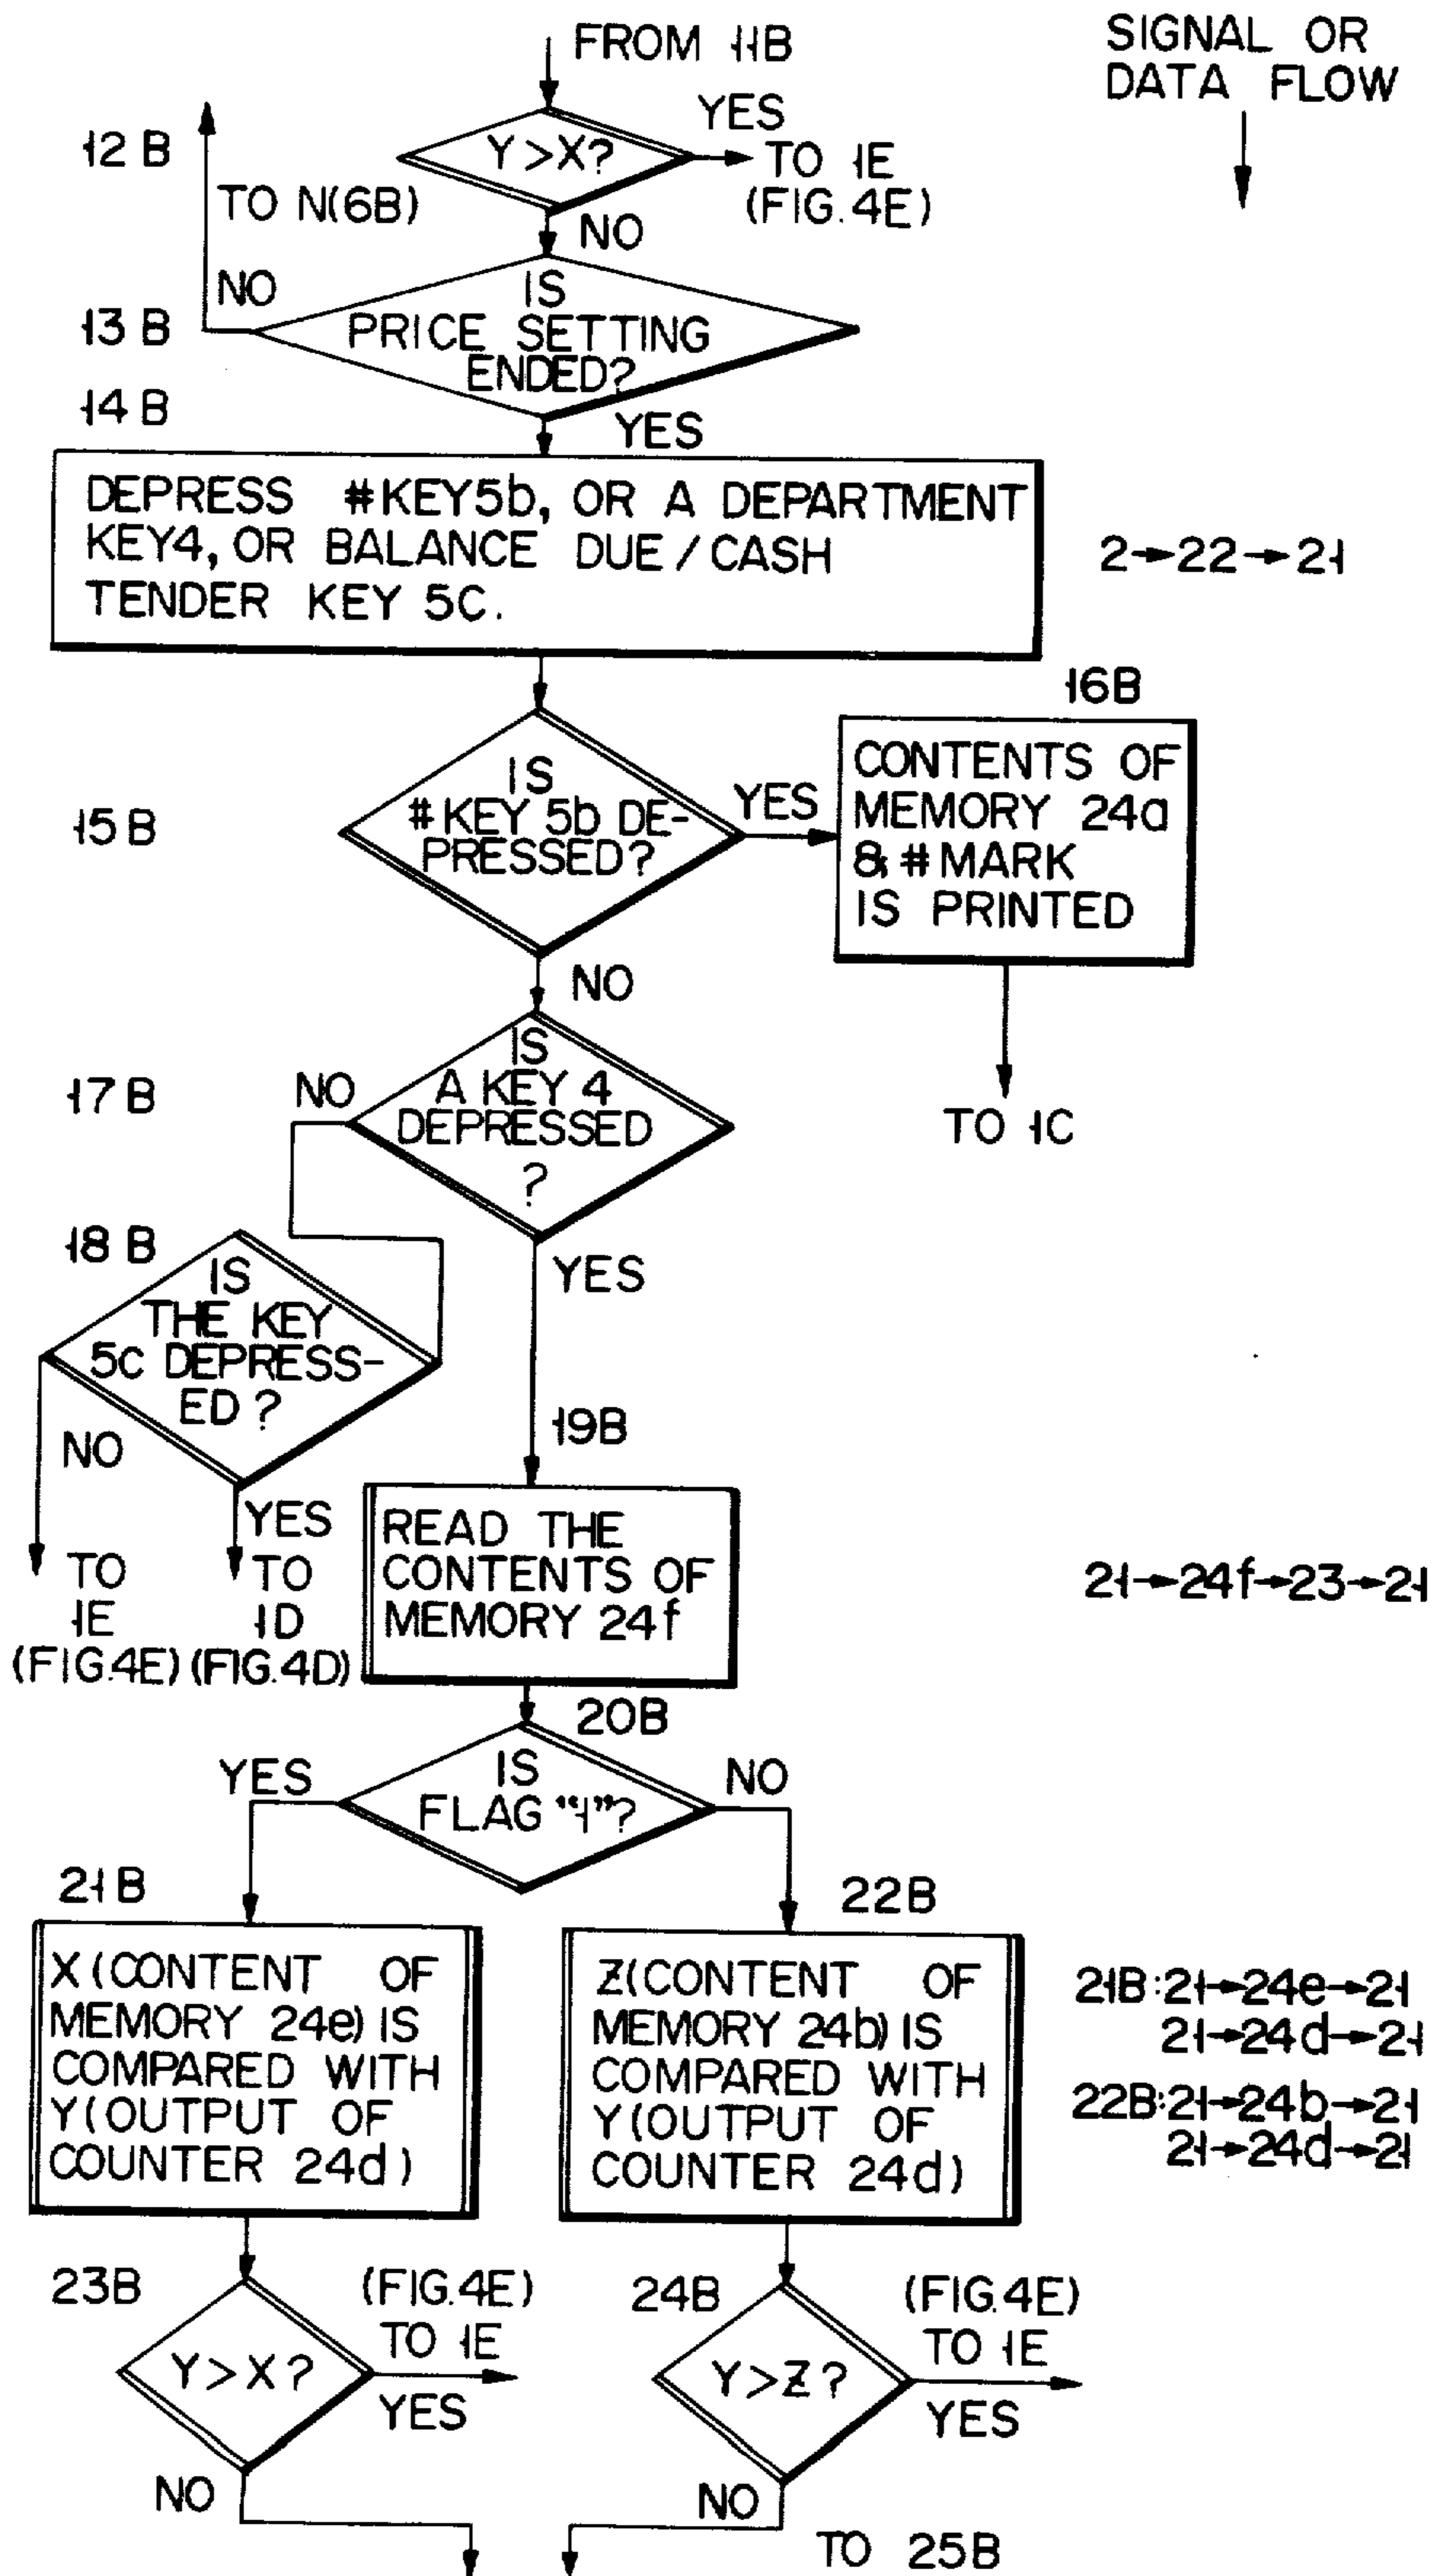 FROM 11B
SIGNAL OR
DATA FLOW
12B
Y>X?
YES
TO 1E
(FIG.4E)
TO N(6B)
NO
NO
13B
IS
PRICE SETTING
ENDED?
14B
YES
DEPRESS #KEY5b, OR A DEPARTMENT
KEY4, OR BALANCE DUE/CASH
TENDER KEY 5C.
2→22→21
15B
IS
#KEY 5b DE-
PRESSED?
YES
16B
CONTENTS OF
MEMORY 24a
& #MARK
IS PRINTED
TO 1C
NO
17B
NO
IS
A KEY 4
DEPRESSED
?
YES
18B
IS
THE KEY
5c DEPRESS-
ED?
NO
TO
1E
(FIG.4E)
YES
TO
1D
(FIG.4D)
19B
READ THE
CONTENTS OF
MEMORY 24f
21→24f→23→21
20B
YES
IS
FLAG "1"?
NO
21B
X(CONTENT OF
MEMORY 24e) IS
COMPARED WITH
Y(OUTPUT OF
COUNTER 24d)
22B
Z(CONTENT OF
MEMORY 24b) IS
COMPARED WITH
Y(OUTPUT OF
COUNTER 24d)
21B:21→24e→21
21→24d→21
22B:21→24b→21
21→24d→21
23B
Y>X?
(FIG.4E)
TO 1E
YES
NO
24B
Y>Z?
(FIG.4E)
TO 1E
YES
NO
TO 25B